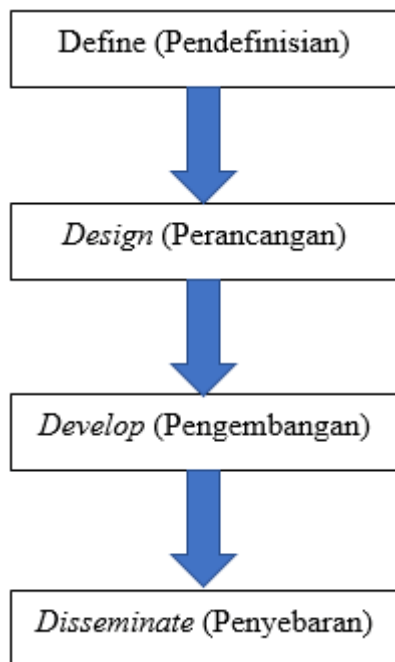 Define (Pendefinisian)
Design (Perancangan)
Develop (Pengembangan)
Disseminate (Penyebaran)